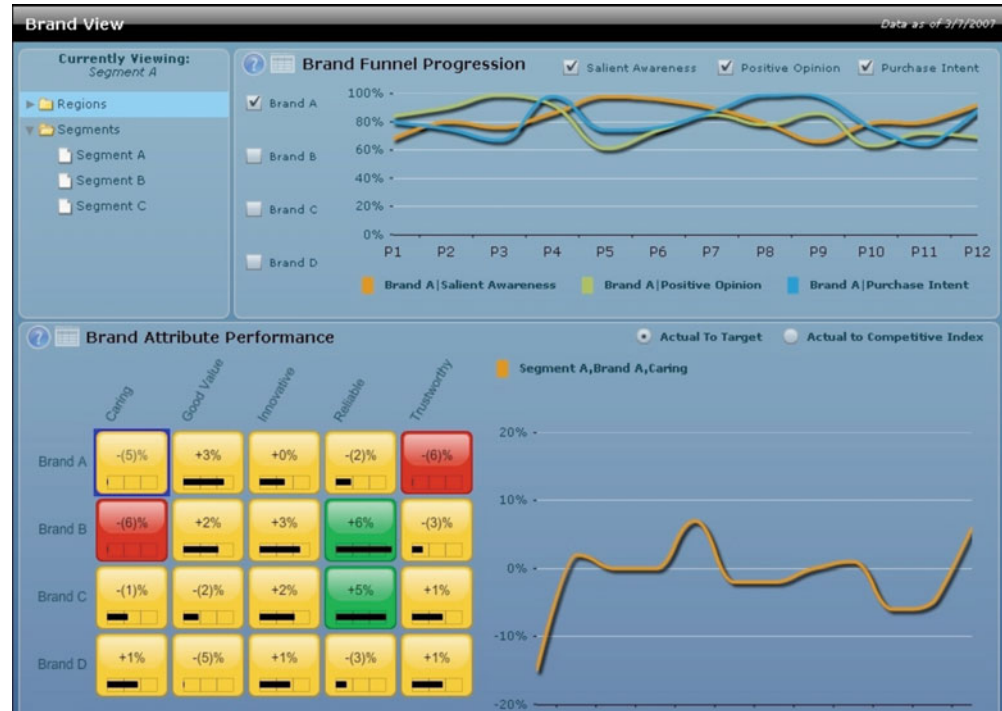 Brand View
Data as of 3/7/2007
Currently Viewing:
Segment A
Regions
Segments
Segment A
Segment B
Segment C
? Brand Funnel Progression
Salient Awareness
Positive Opinion
Purchase Intent
Brand A
Brand B
Brand C
Brand D
100%
80%
60%
40%
20%
0%
P1 P2 P3 P4 P5 P6 P7 P8 P9 P10 P11 P12
Brand A|Salient Awareness Brand A|Positive Opinion Brand A|Purchase Intent
? Brand Attribute Performance
Actual To Target
Actual to Competitive Index
Caring Good Value Innovative Reliable Trustworthy
Brand A -(5)% +3% +0% -(2)% -(6)%
Brand B -(6)% +2% +3% +6% -(3)%
Brand C -(1)% -(2)% +2% +5% +1%
Brand D +1% -(5)% +1% -(3)% +1%
Segment A,Brand A,Caring
20%
10%
0%
-10%
-20%